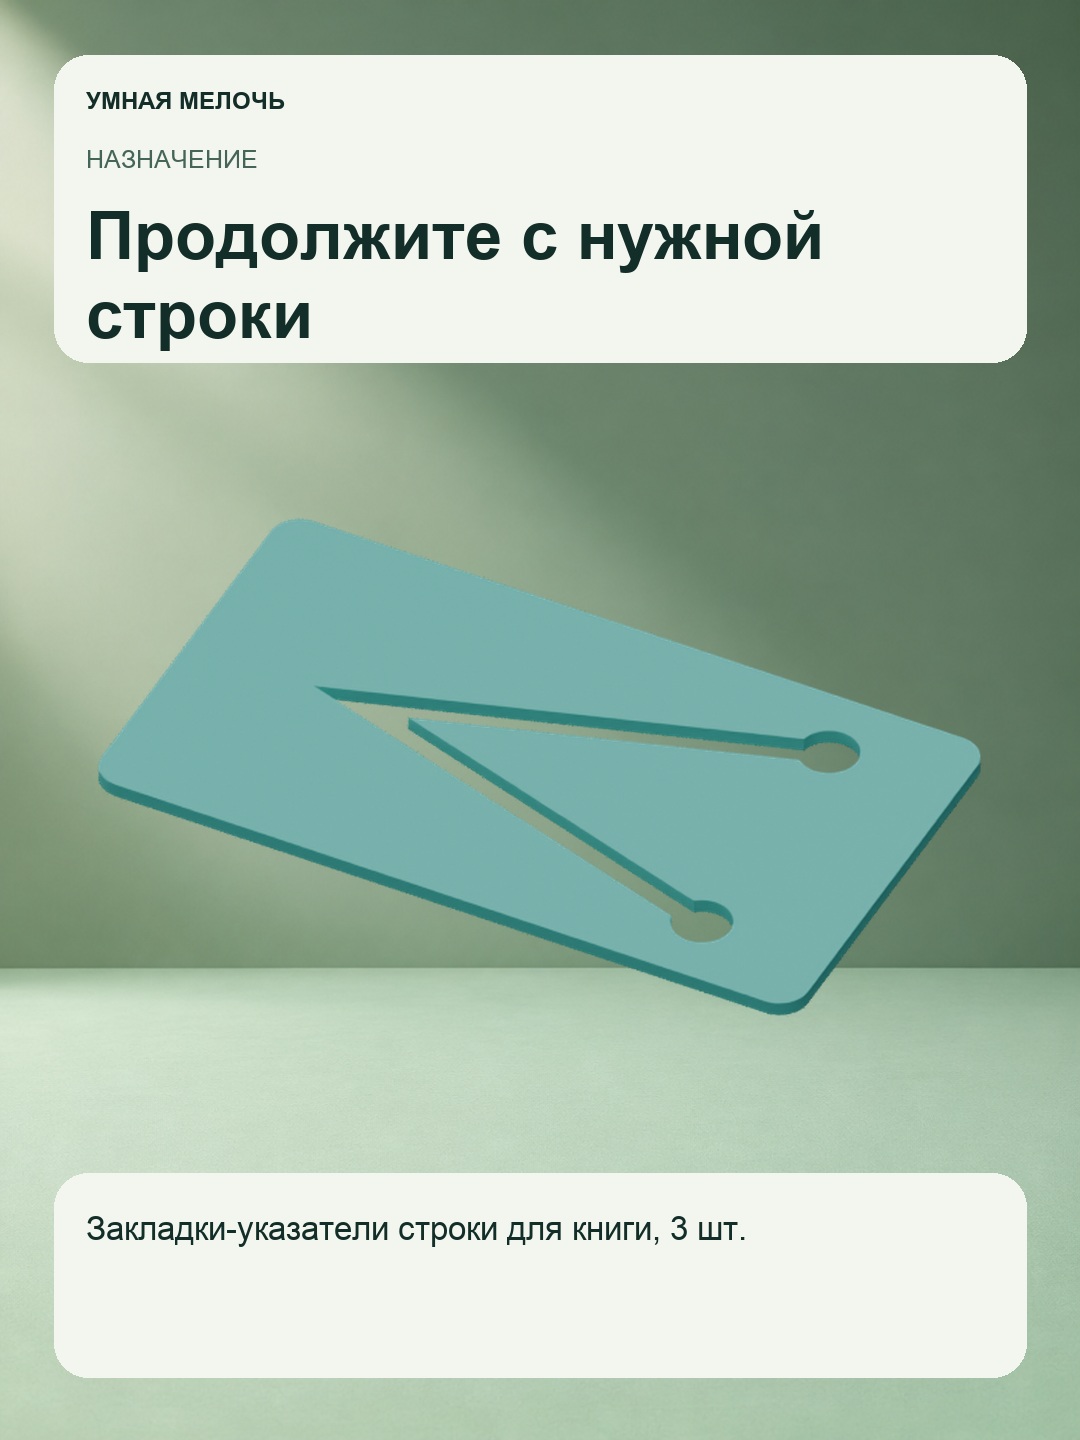 УМНАЯ МЕЛОЧЬ
НАЗНАЧЕНИЕ
Продолжите с нужной
строки
Закладки-указатели строки для книги, 3 шт.